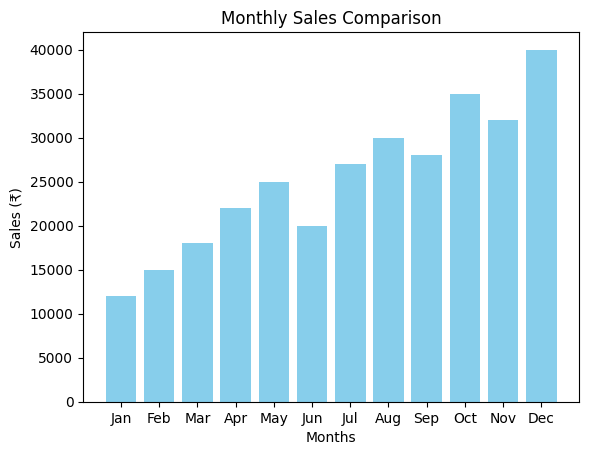 Monthly Sales Comparison
40000
35000
30000
25000
20000
15000
10000
5000
0
Sales (₹)
Jan Feb Mar Apr May Jun Jul Aug Sep Oct Nov Dec
Months